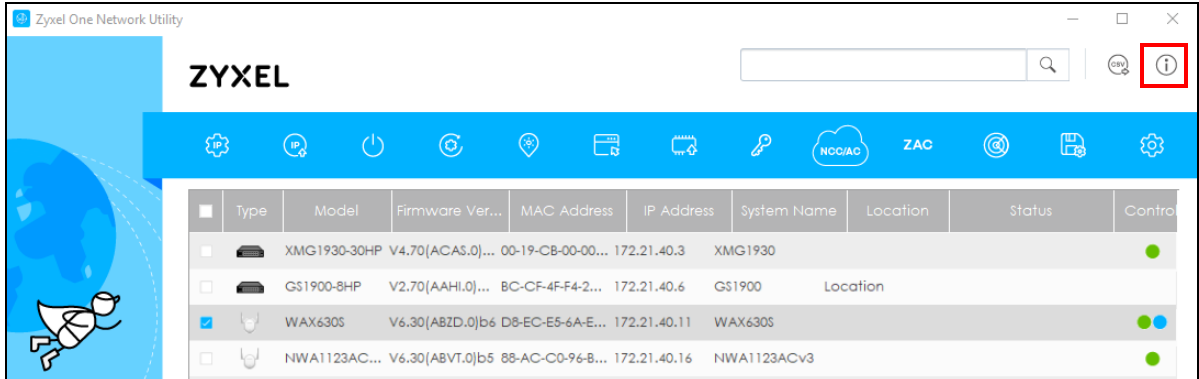 Zyxel One Network Utility
ZYXEL
CSV
IP IP NCC/AC ZAC
Type Model Firmware Ver... MAC Address IP Address System Name Location Status Control
XMG1930-30HP V4.70(ACAS.0)... 00-19-CB-00-00... 172.21.40.3 XMG1930
GS1900-8HP V2.70(AAHI.0)... BC-CF-4F-F4-2... 172.21.40.6 GS1900 Location
WAX630S V6.30(ABZD.0)b6 D8-EC-E5-6A-E... 172.21.40.11 WAX630S
NWA1123AC... V6.30(ABVT.0)b5 88-AC-C0-96-B... 172.21.40.16 NWA1123ACv3